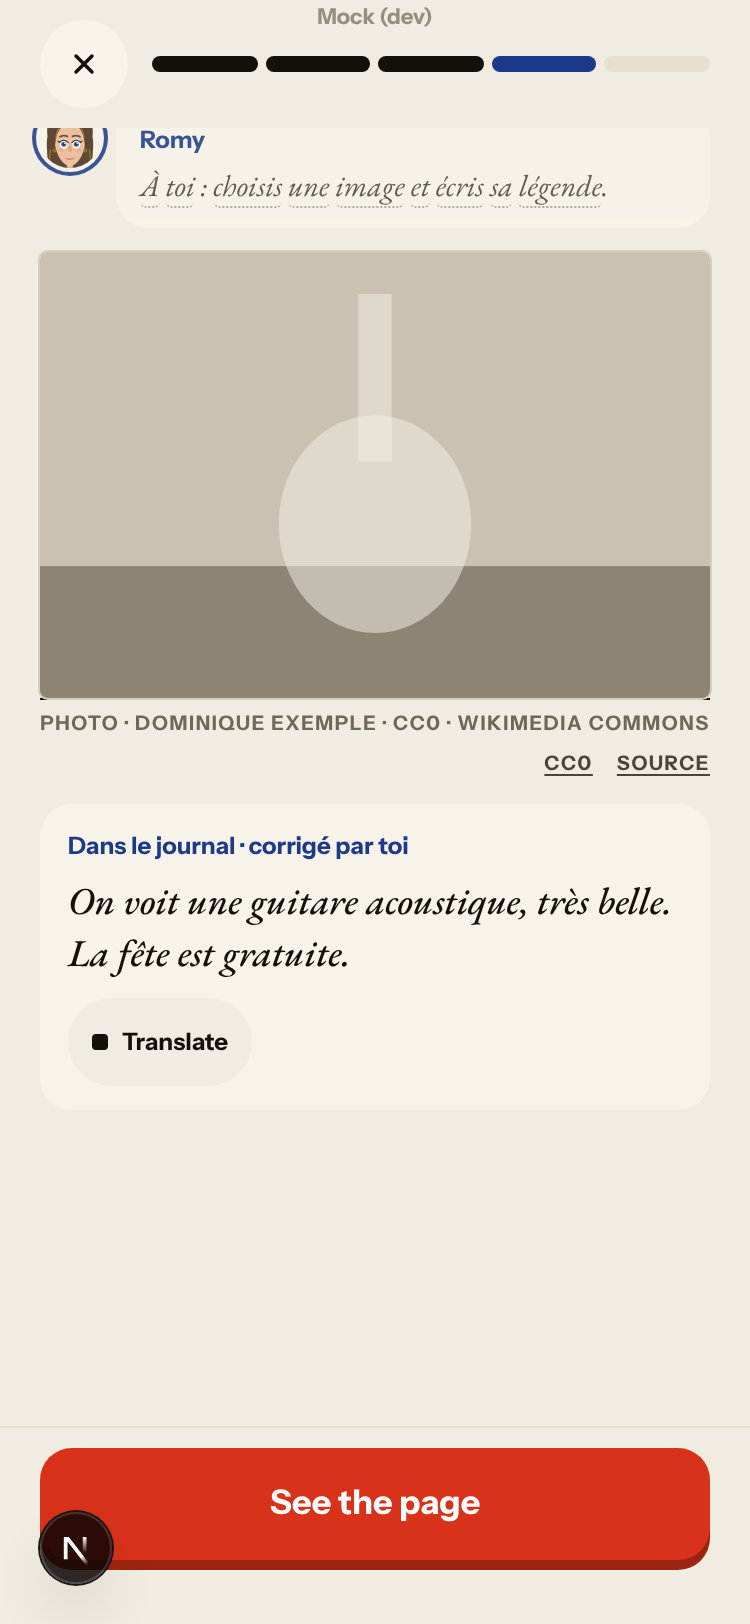 Mock (dev)
Romy
À toi : choisis une image et écris sa légende.
PHOTO · DOMINIQUE EXEMPLE · CC0 · WIKIMEDIA COMMONS
CC0 SOURCE
Dans le journal · corrigé par toi
On voit une guitare acoustique, très belle.
La fête est gratuite.
Translate
See the page
N